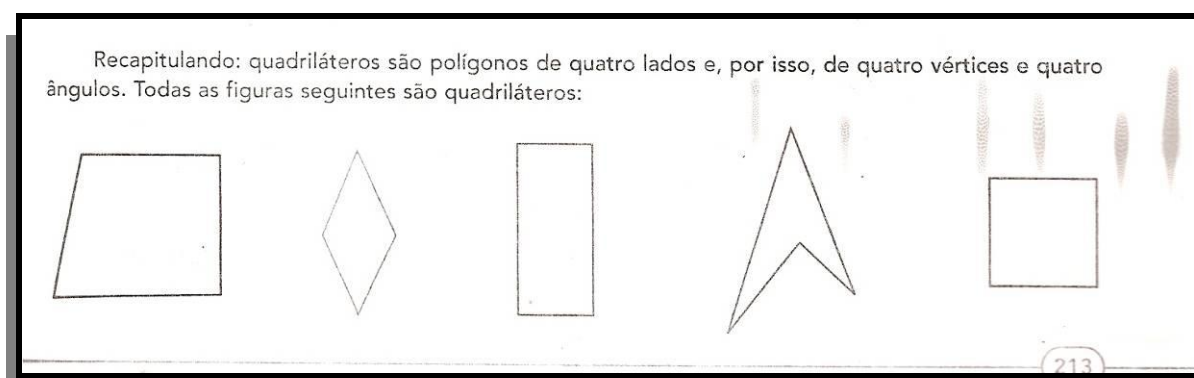 Recapitulando: quadriláteros são polígonos de quatro lados e, por isso, de quatro vértices e quatro
ângulos. Todas as figuras seguintes são quadriláteros:
213